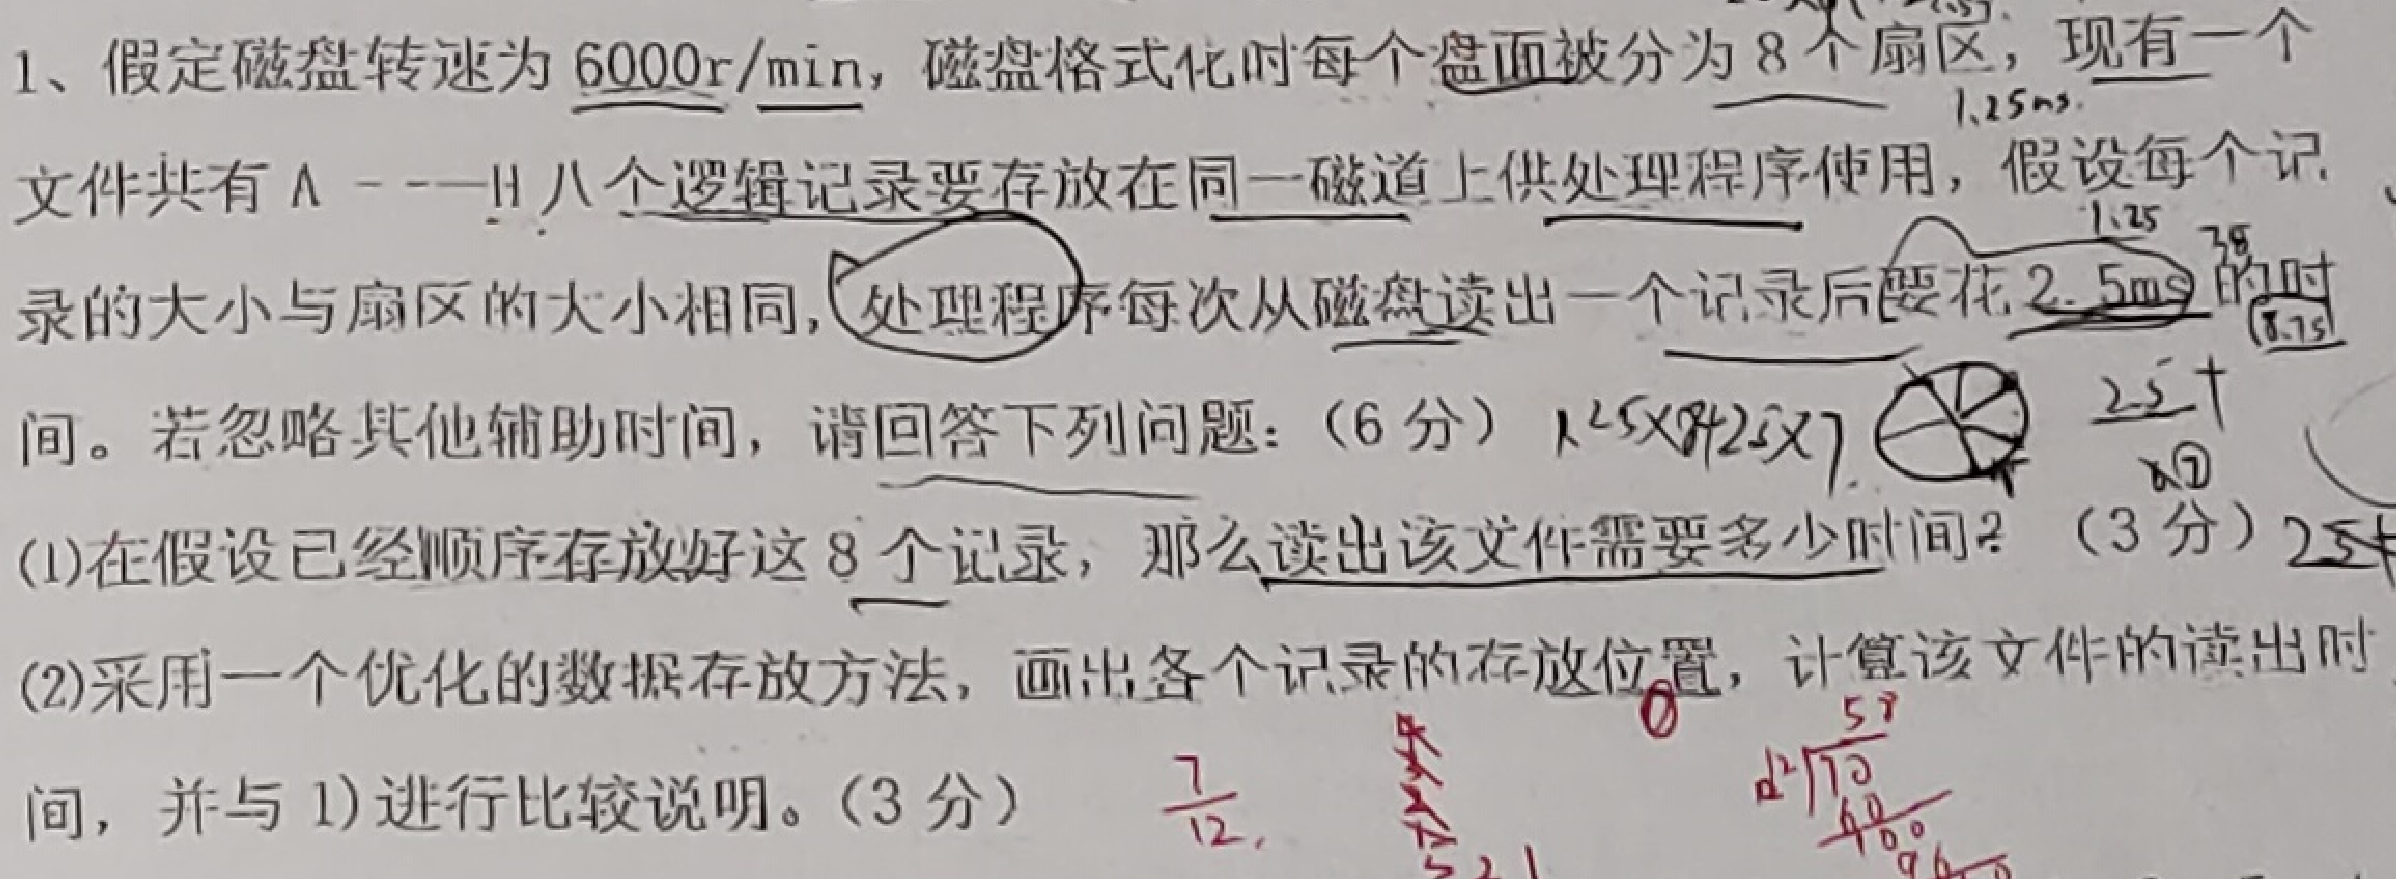 1、假定磁盘转速为 6000r/min，磁盘格式化时每个盘面被分为 8 个扇区，现有一个
1.25ms.
文件共有 A - - —H 八个逻辑记录要存放在同一磁道上供处理程序使用，假设每个记
1.25
录的大小与扇区的大小相同，处理程序每次从磁盘读出一个记录后要花 2.5ms 的时
8.75
间。若忽略其他辅助时间，请回答下列问题：（6 分）
25+
(1)在假设已经顺序存放好这 8 个记录，那么读出该文件需要多少时间？（3 分）
25+
(2)采用一个优化的数据存放方法，画出各个记录的存放位置，计算该文件的读出时
间，并与 1)进行比较说明。（3 分）
7
12